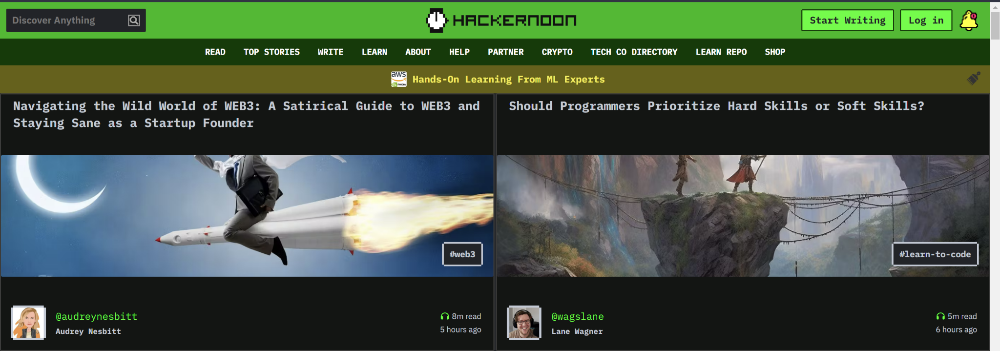 Discover Anything
HACKERNOON
Start Writing
Log in
READ TOP STORIES WRITE LEARN ABOUT HELP PARTNER CRYPTO TECH CO DIRECTORY LEARN REPO SHOP
aws
NVIDIA
Hands-On Learning From ML Experts
Navigating the Wild World of WEB3: A Satirical Guide to WEB3 and
Staying Sane as a Startup Founder
#web3
@audreynesbitt
Audrey Nesbitt
8m read
5 hours ago
Should Programmers Prioritize Hard Skills or Soft Skills?
#learn-to-code
@wagslane
Lane Wagner
5m read
6 hours ago